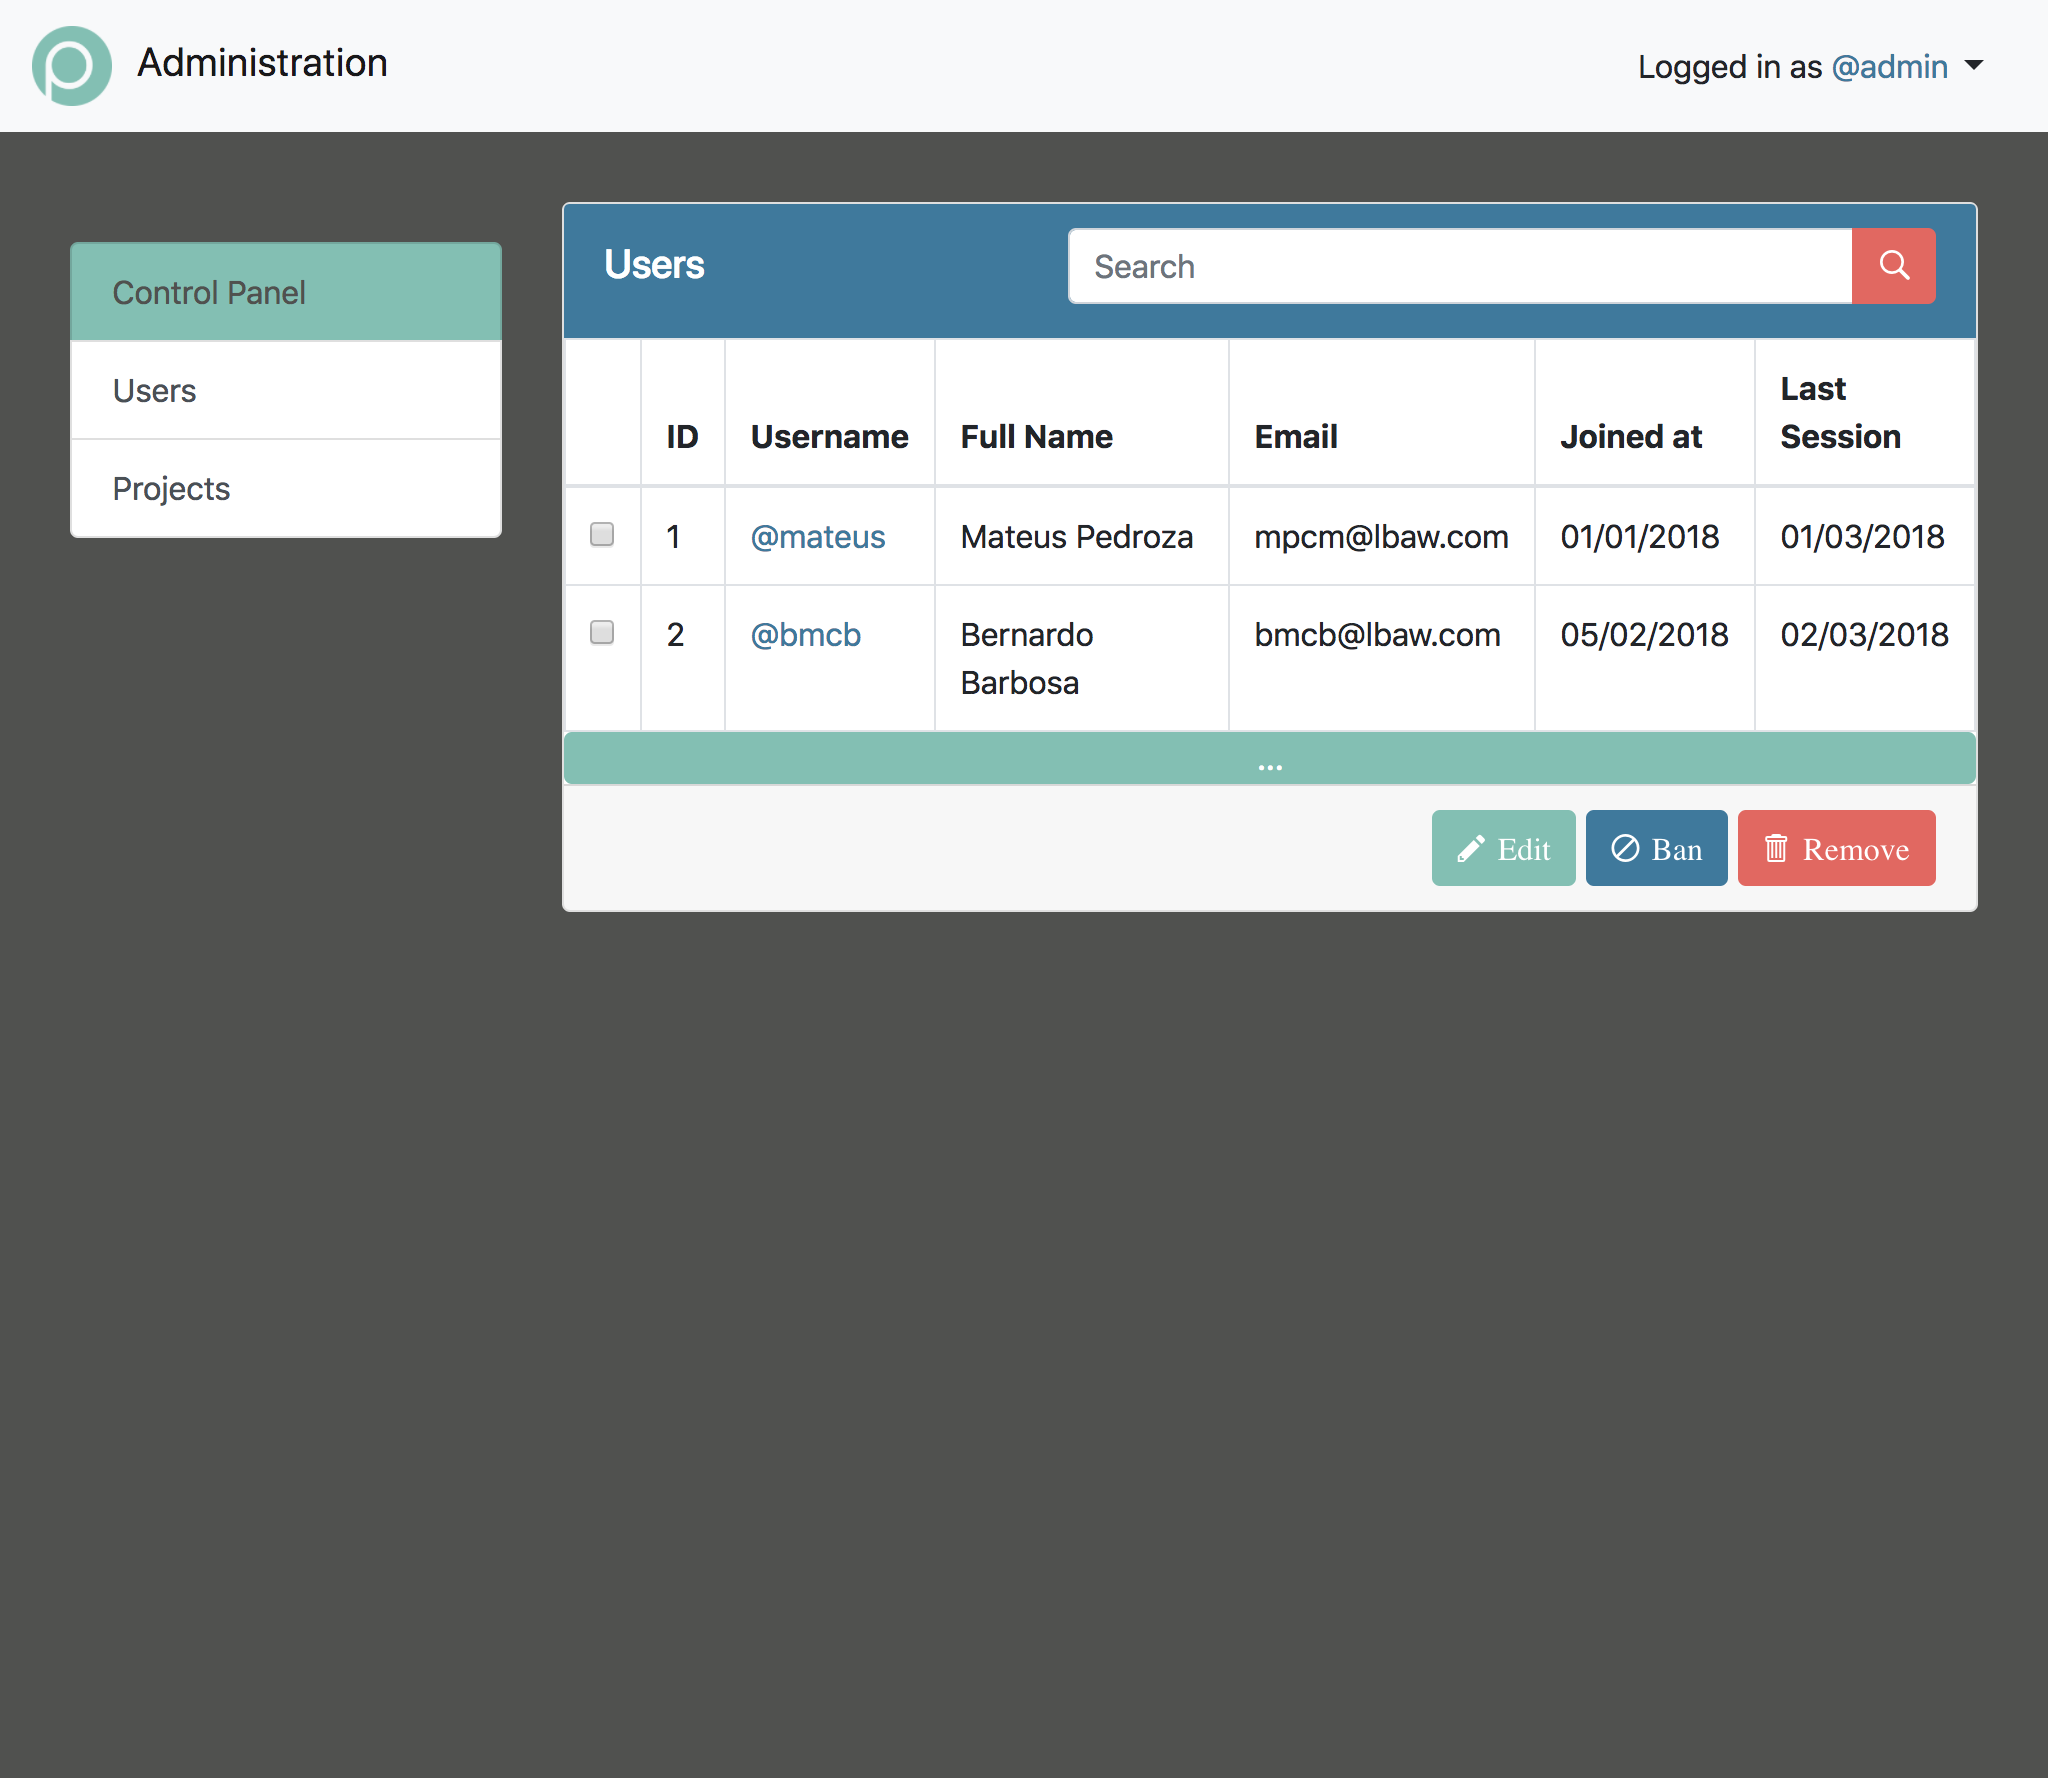 Administration
Logged in as @admin
Control Panel
Users
Projects
Users
Search
ID Username Full Name Email Joined at Last Session
1 @mateus Mateus Pedroza mpcm@lbaw.com 01/01/2018 01/03/2018
2 @bmcb Bernardo Barbosa bmcb@lbaw.com 05/02/2018 02/03/2018
...
Edit Ban Remove